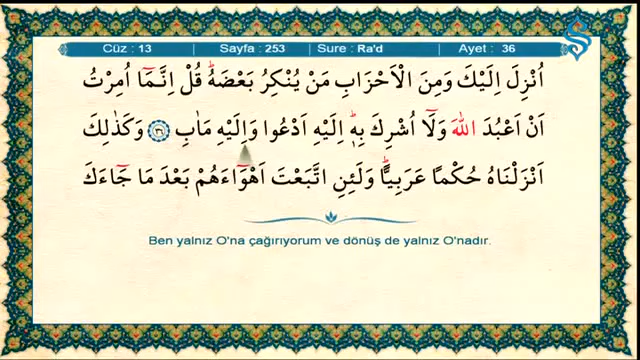 Cüz : 13 Sayfa : 253 Sure : Ra'd Ayet : 36
اُنْزِلَ اِلَيْكَ وَمِنَ الْاَحْزَابِ مَنْ يُنْكِرُ بَعْضَهُۜ قُلْ اِنَّمَٓا اُمِرْتُ
اَنْ اَعْبُدَ اللّٰهَ وَلَٓا اُشْرِكَ بِه۪ۜ اِلَيْهِ اَدْعُوا وَاِلَيْهِ مَاٰبِ ﴿٣٦﴾ وَكَذٰلِكَ
اَنْزَلْنَاهُ حُكْمًا عَرَبِيًّاۜ وَلَئِنِ اتَّبَعْتَ اَهْوَٓاءَهُمْ بَعْدَ مَا جَٓاءَكَ
Ben yalnız O'na çağırıyorum ve dönüş de yalnız O'nadır.